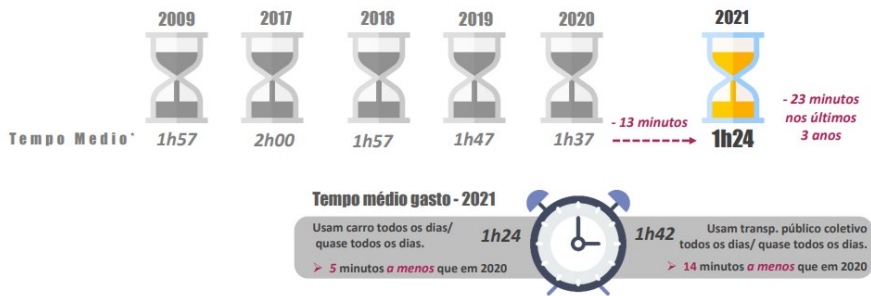 2009 2017 2018 2019 2020 2021
- 13 minutos
- 23 minutos
nos últimos
3 anos
Tempo Medio* 1h57 2h00 1h57 1h47 1h37 1h24
Tempo médio gasto - 2021
Usam carro todos os dias/
quase todos os dias.
1h24
➢ 5 minutos a menos que em 2020
1h42
Usam transp. público coletivo
todos os dias/ quase todos os dias.
➢ 14 minutos a menos que em 2020